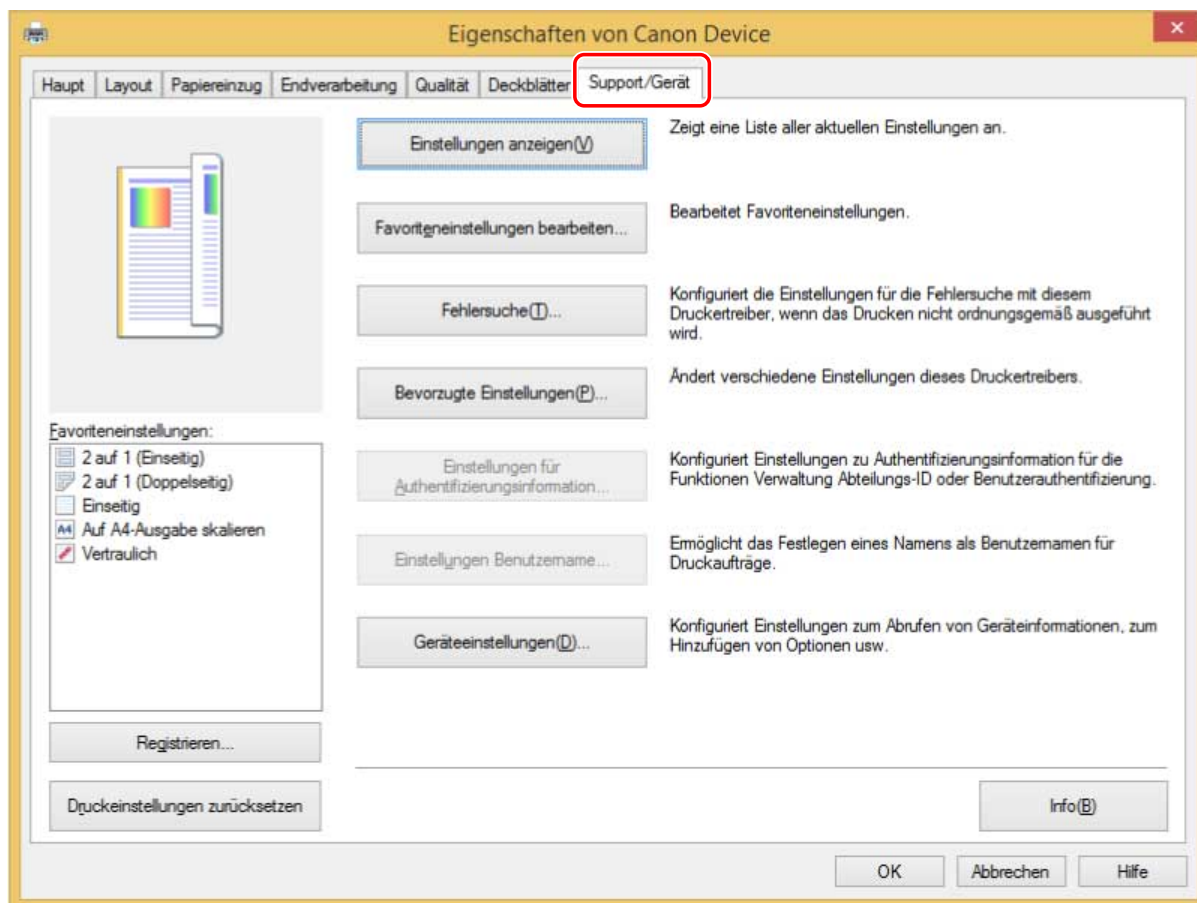 Eigenschaften von Canon Device
Haupt Layout Papiereinzug Endverarbeitung Qualität Deckblätter Support/Gerät
Einstellungen anzeigen(V)
Zeigt eine Liste aller aktuellen Einstellungen an.
Favoriteneinstellungen bearbeiten...
Bearbeitet Favoriteneinstellungen.
Fehlersuche(T)...
Konfiguriert die Einstellungen für die Fehlersuche mit diesem
Druckertreiber, wenn das Drucken nicht ordnungsgemäß ausgeführt
wird.
Bevorzugte Einstellungen(P)...
Ändert verschiedene Einstellungen dieses Druckertreibers.
Einstellungen für
Authentifizierungsinformation...
Konfiguriert Einstellungen zu Authentifizierungsinformation für die
Funktionen Verwaltung Abteilungs-ID oder Benutzerauthentifizierung.
Einstellungen Benutzername...
Ermöglicht das Festlegen eines Namens als Benutzernamen für
Druckaufträge.
Geräteeinstellungen(D)...
Konfiguriert Einstellungen zum Abrufen von Geräteinformationen, zum
Hinzufügen von Optionen usw.
Favoriteneinstellungen:
2 auf 1 (Einseitig)
2 auf 1 (Doppelseitig)
Einseitig
A4 Auf A4-Ausgabe skalieren
Vertraulich
Registrieren...
Druckeinstellungen zurücksetzen
Info(B)
OK Abbrechen Hilfe